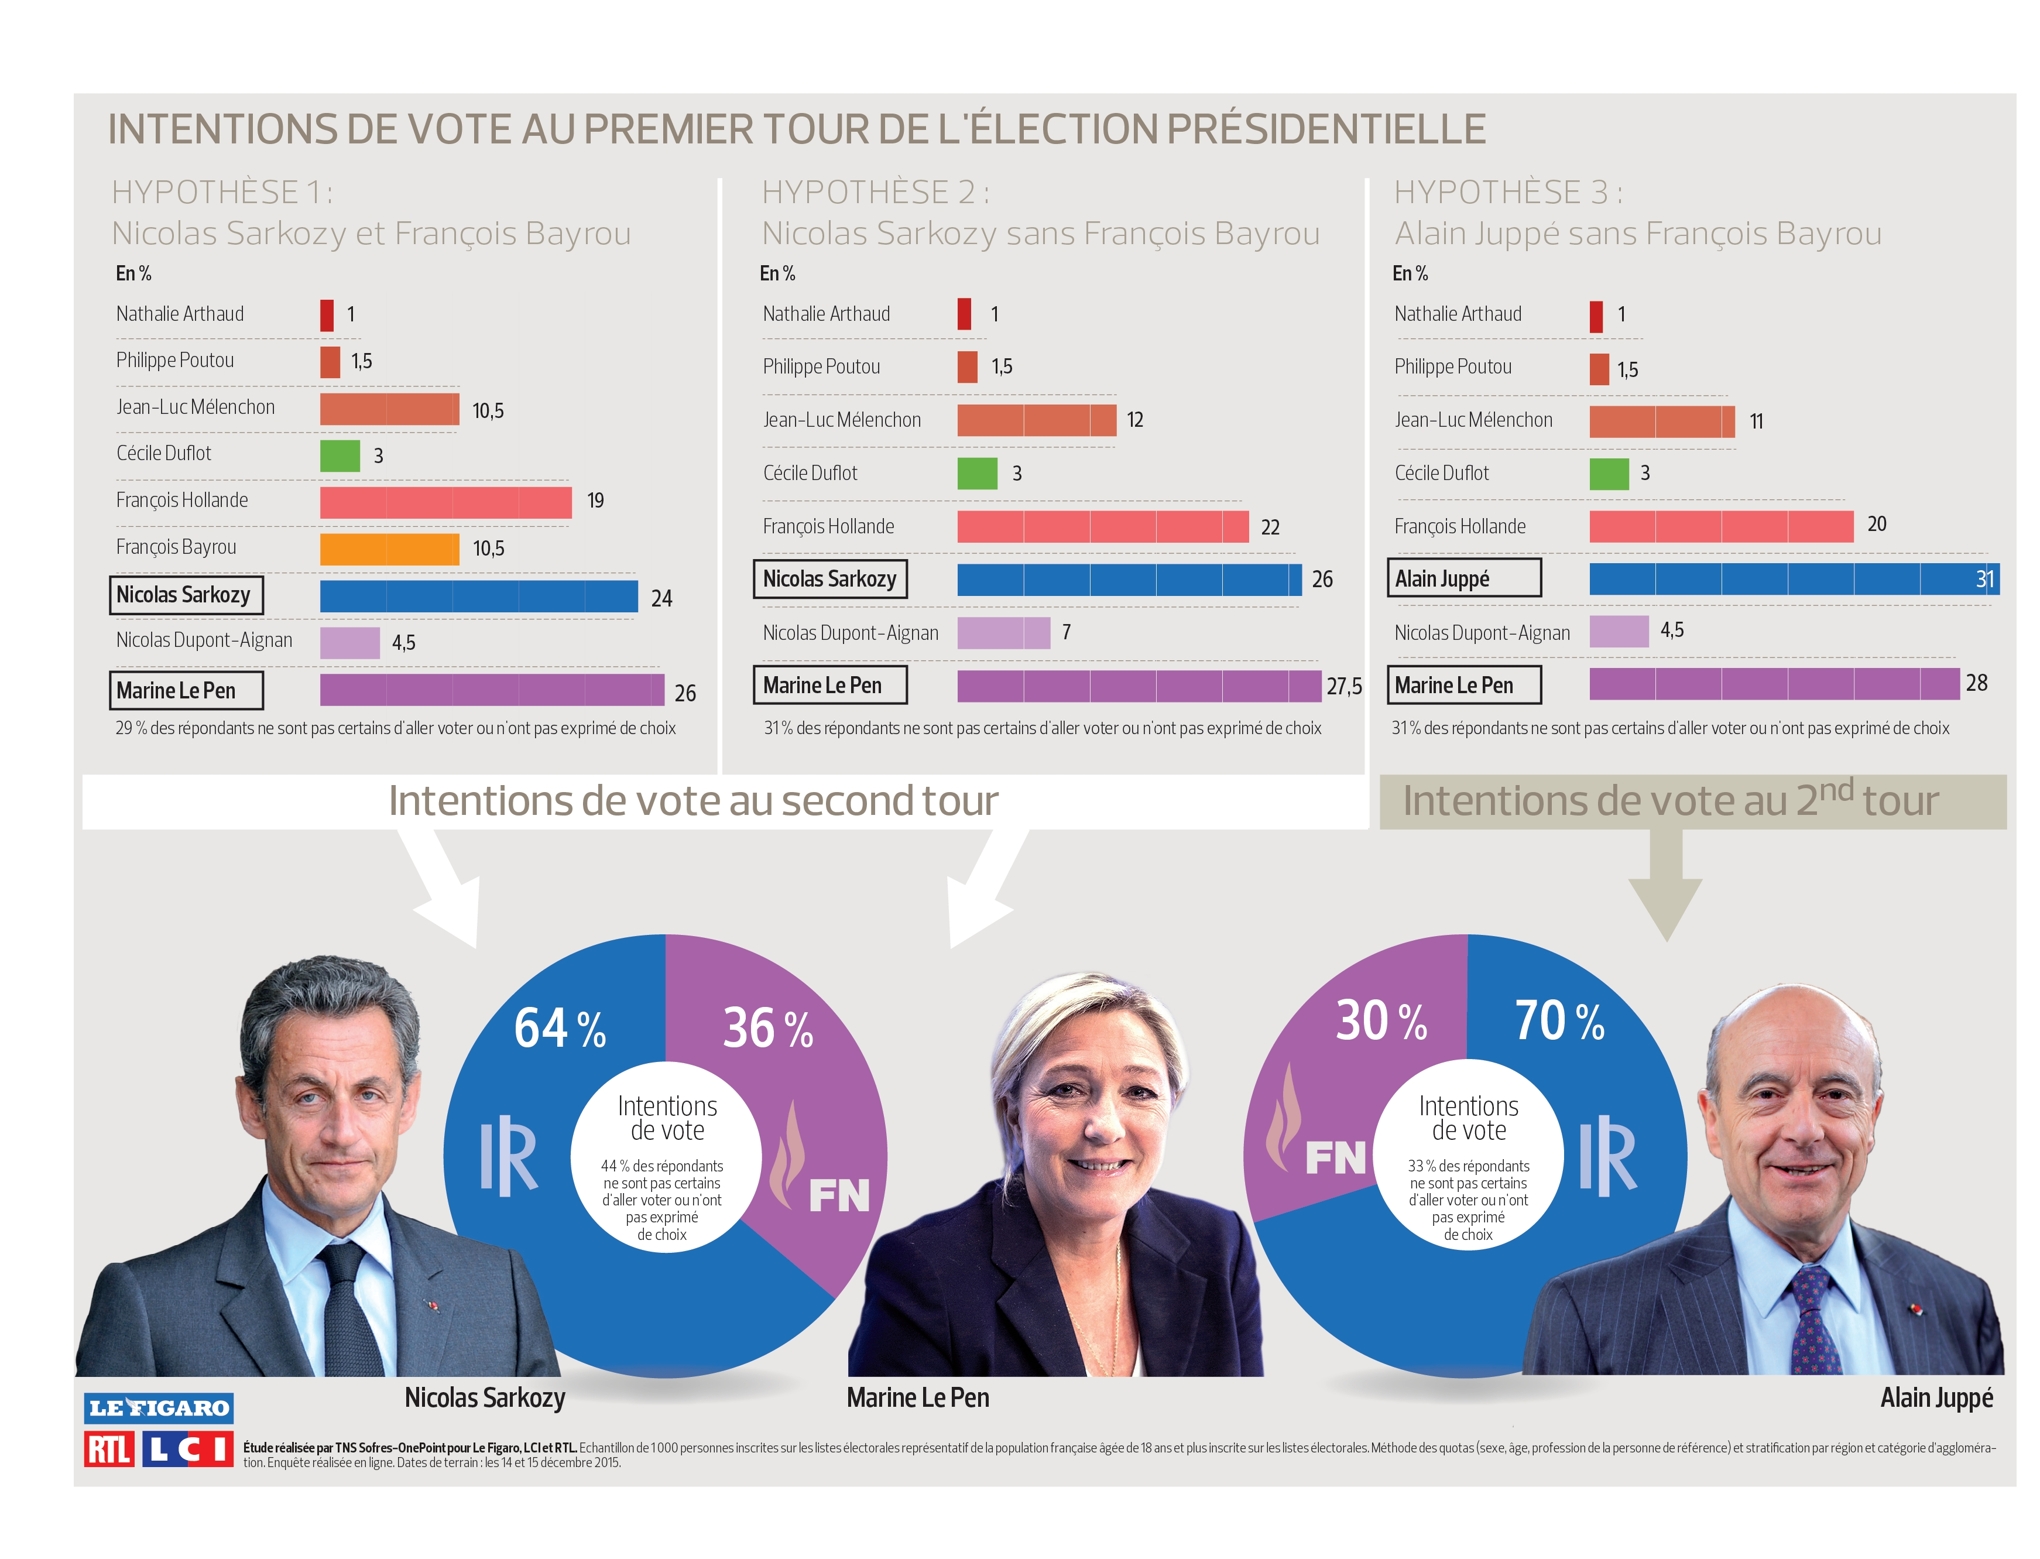 INTENTIONS DE VOTE AU PREMIER TOUR DE L'ÉLECTION PRÉSIDENTIELLE
HYPOTHÈSE 1 :
Nicolas Sarkozy et François Bayrou
En %
Nathalie Arthaud 1
Philippe Poutou 1,5
Jean-Luc Mélenchon 10,5
Cécile Duflot 3
François Hollande 19
François Bayrou 10,5
Nicolas Sarkozy 24
Nicolas Dupont-Aignan 4,5
Marine Le Pen 26
29 % des répondants ne sont pas certains d'aller voter ou n'ont pas exprimé de choix
HYPOTHÈSE 2 :
Nicolas Sarkozy sans François Bayrou
En %
Nathalie Arthaud 1
Philippe Poutou 1,5
Jean-Luc Mélenchon 12
Cécile Duflot 3
François Hollande 22
Nicolas Sarkozy 26
Nicolas Dupont-Aignan 7
Marine Le Pen 27,5
31 % des répondants ne sont pas certains d'aller voter ou n'ont pas exprimé de choix
HYPOTHÈSE 3 :
Alain Juppé sans François Bayrou
En %
Nathalie Arthaud 1
Philippe Poutou 1,5
Jean-Luc Mélenchon 11
Cécile Duflot 3
François Hollande 20
Alain Juppé 31
Nicolas Dupont-Aignan 4,5
Marine Le Pen 28
31 % des répondants ne sont pas certains d'aller voter ou n'ont pas exprimé de choix
Intentions de vote au second tour
Intentions de vote au 2nd tour
64 %
36 %
Intentions
de vote
44 % des répondants
ne sont pas certains
d'aller voter ou n'ont
pas exprimé
de choix
lR
FN
30 %
70 %
Intentions
de vote
33 % des répondants
ne sont pas certains
d'aller voter ou n'ont
pas exprimé
de choix
FN
lR
Nicolas Sarkozy
Marine Le Pen
Alain Juppé
LE FIGARO
RTL LCI
Étude réalisée par TNS Sofres-OnePoint pour Le Figaro, LCI et RTL. Echantillon de 1 000 personnes inscrites sur les listes électorales représentatif de la population française âgée de 18 ans et plus inscrite sur les listes électorales. Méthode des quotas (sexe, âge, profession de la personne de référence) et stratification par région et catégorie d'aggloméra-
tion. Enquête réalisée en ligne. Dates de terrain : les 14 et 15 décembre 2015.